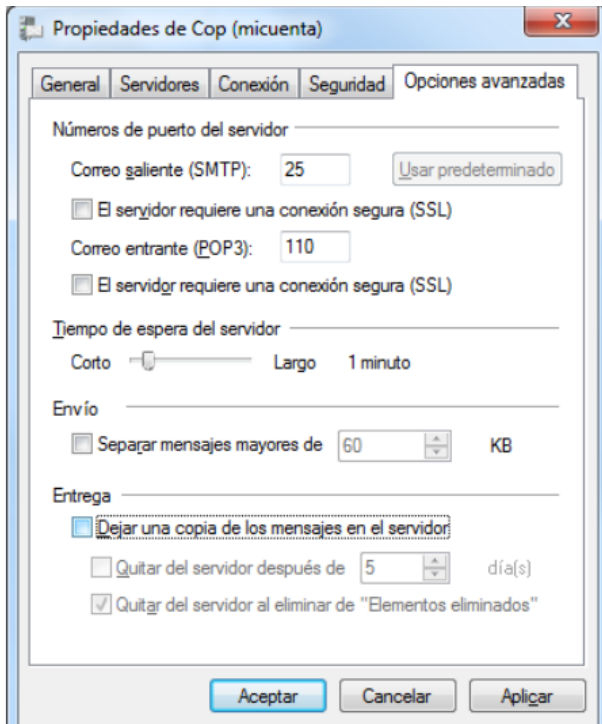 Propiedades de Cop (micuenta)
General Servidores Conexión Seguridad Opciones avanzadas
Números de puerto del servidor
Correo saliente (SMTP): 25 Usar predeterminado
El servidor requiere una conexión segura (SSL)
Correo entrante (POP3): 110
El servidor requiere una conexión segura (SSL)
Tiempo de espera del servidor
Corto Largo 1 minuto
Envío
Separar mensajes mayores de 60 KB
Entrega
Dejar una copia de los mensajes en el servidor
Quitar del servidor después de 5 día(s)
Quitar del servidor al eliminar de "Elementos eliminados"
Aceptar Cancelar Aplicar